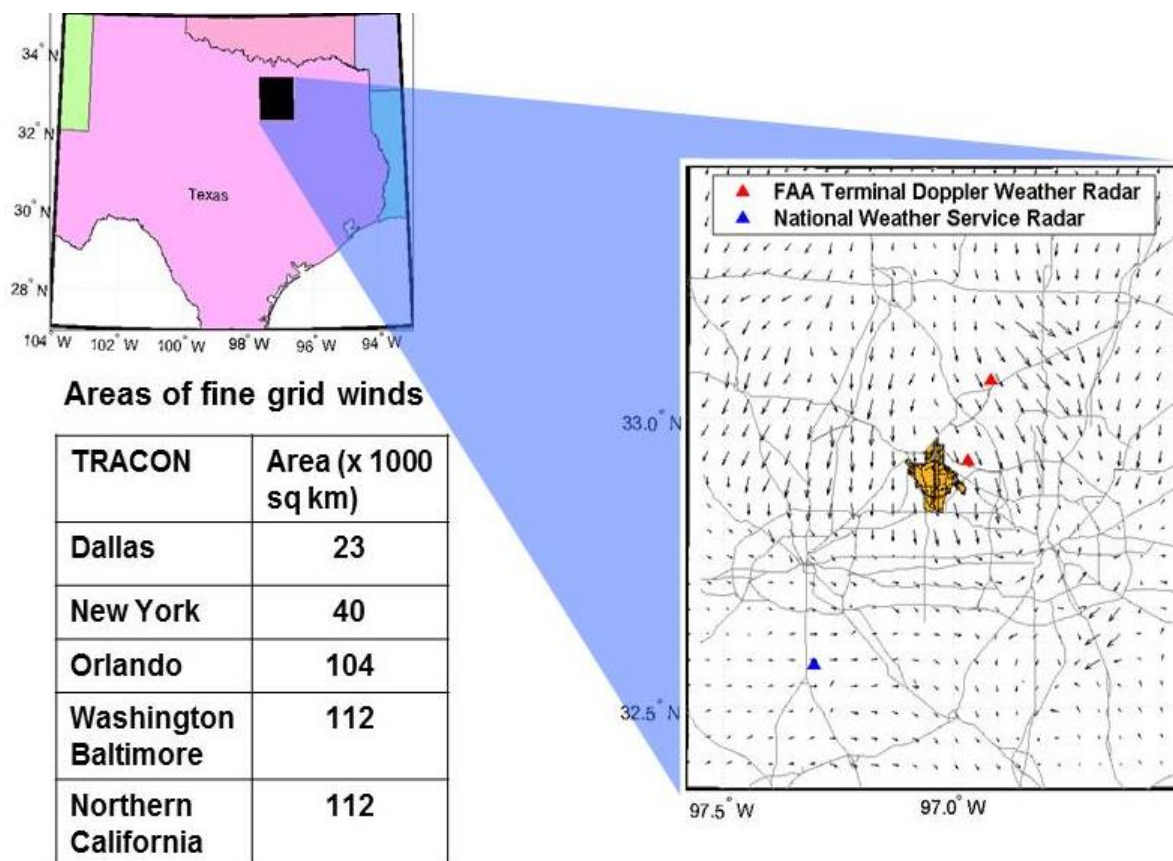 34° N
32° N
30° N
28° N
104° W
102° W
100° W
98° W
96° W
94° W
Texas
FAA Terminal Doppler Weather Radar
National Weather Service Radar
33.0° N
32.5° N
97.5° W
97.0° W
Areas of fine grid winds
TRACON
Area (x 1000
sq km)
Dallas
23
New York
40
Orlando
104
Washington
Baltimore
112
Northern
California
112